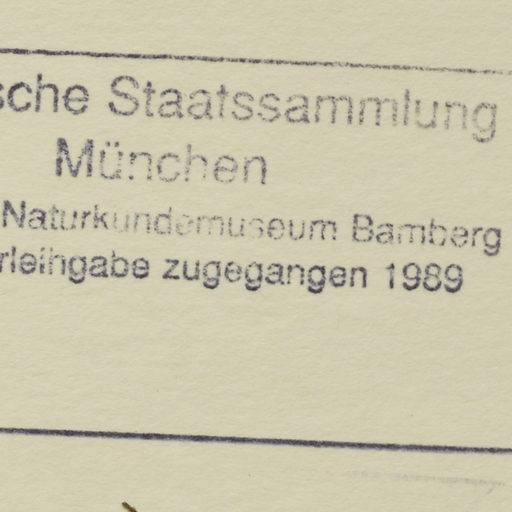 sche Staatssammlung
München
Naturkundemuseum Bamberg
rleihgabe zugegangen 1989